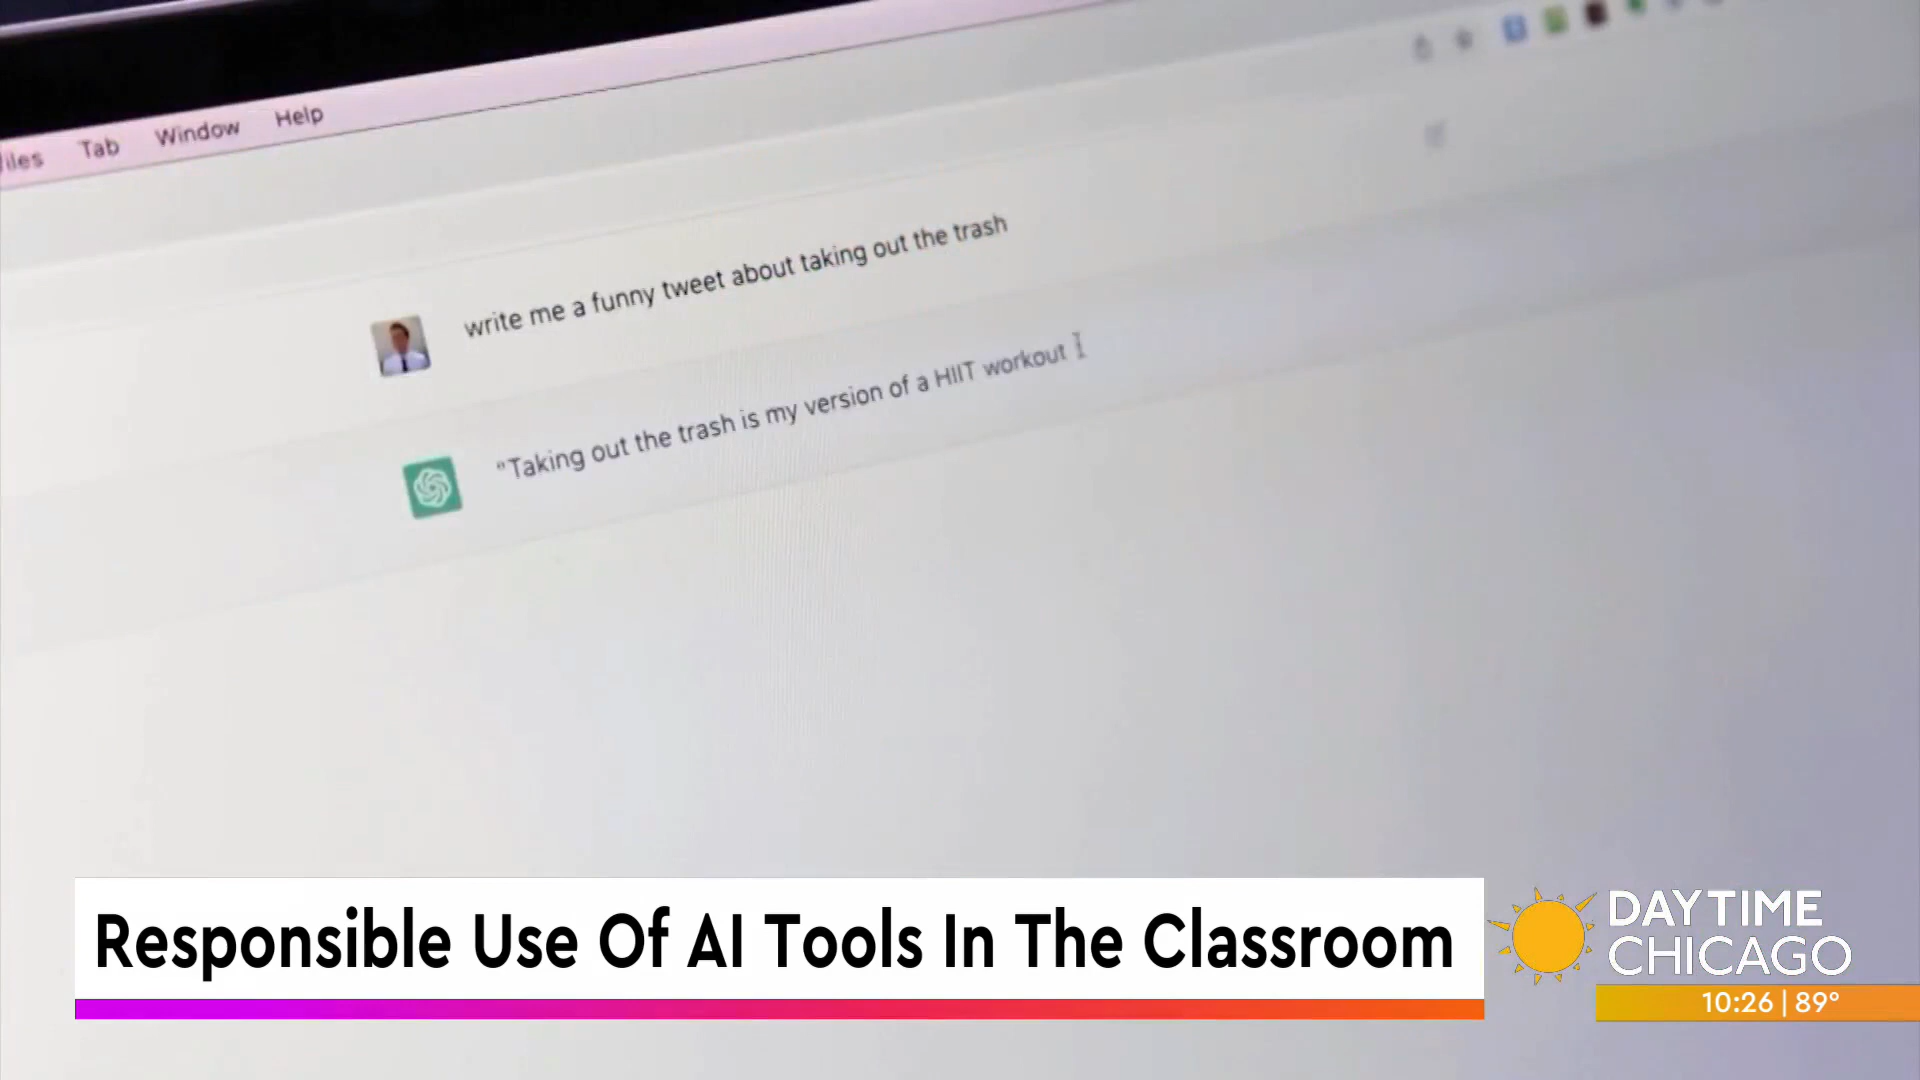 Tab Window Help
write me a funny tweet about taking out the trash
"Taking out the trash is my version of a HIIT workout
Responsible Use Of AI Tools In The Classroom
DAYTIME
CHICAGO
10:26 | 89°